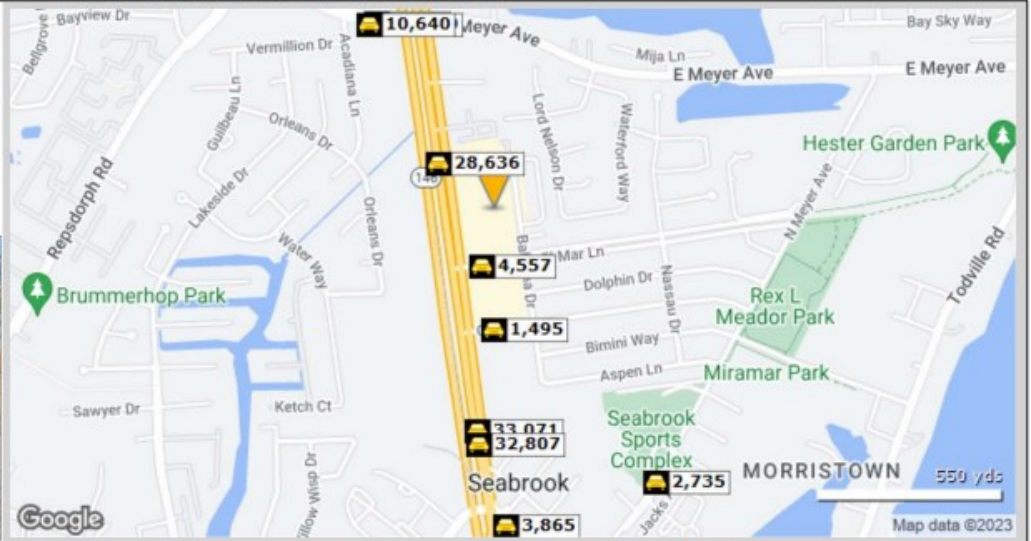 Bayview Dr
10,640
Meyer Ave
Bay Sky Way
Bellgrove
Vermillion Dr
Acadiana Ln
Mija Ln
E Meyer Ave
E Meyer Ave
Guilbeau Ln
Orleans Dr
Lord Nelson Dr
Waterford Way
Hester Garden Park
28,636
146
Repsdorph Rd
Lakeside Dr
Orleans Dr
N Meyer Ave
Water Way
4,557
Mar Ln
Dolphin Dr
Nassau Dr
Todville Rd
Brummerhop Park
Rex L
Meador Park
1,495
Bimini Way
Aspen Ln
Miramar Park
Sawyer Dr
Ketch Ct
Seabrook
Sports
Complex
33,071
32,807
MORRISTOWN
550 yds
Seabrook
2,735
Willow Wisp Dr
Jacks
3,865
Google
Map data ©2023